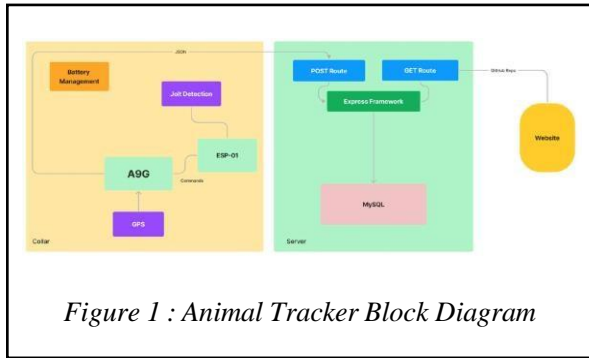 JSON
Battery
Management
POST Route
GET Route
Jolt Detection
Express Framework
Website
ESP-01
A9G
Commands
MySQL
GPS
Collar
Server
Figure 1 : Animal Tracker Block Diagram